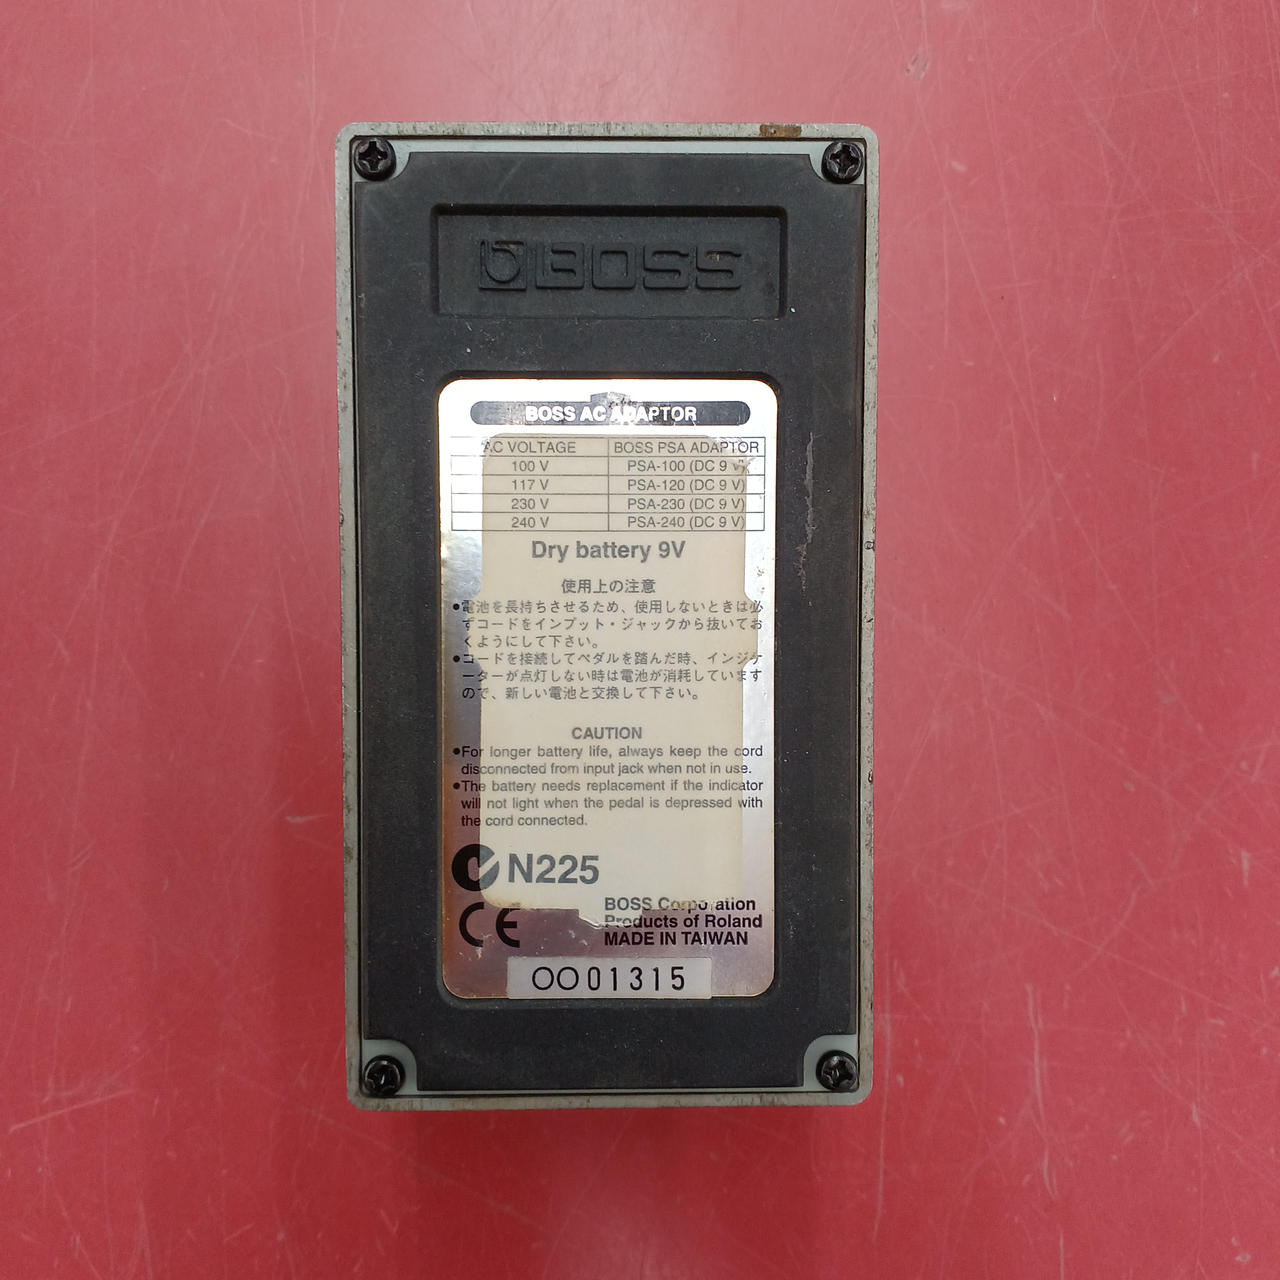 BOSS
BOSS AC ADAPTOR
AC VOLTAGE BOSS PSA ADAPTOR
100 V PSA-100 (DC 9 V)
117 V PSA-120 (DC 9 V)
230 V PSA-230 (DC 9 V)
240 V PSA-240 (DC 9 V)
Dry battery 9V
使用上の注意
●電池を長持ちさせるため、使用しないときは必
ずコードをインプット・ジャックから抜いてお
くようにして下さい。
●コードを接続してペダルを踏んだ時、インジケ
ーターが点灯しない時は電池が消耗しています
ので、新しい電池と交換して下さい。
CAUTION
●For longer battery life, always keep the cord
disconnected from input jack when not in use.
●The battery needs replacement if the indicator
will not light when the pedal is depressed with
the cord connected.
N225
CE
BOSS Corporation
Products of Roland
MADE IN TAIWAN
OO01315